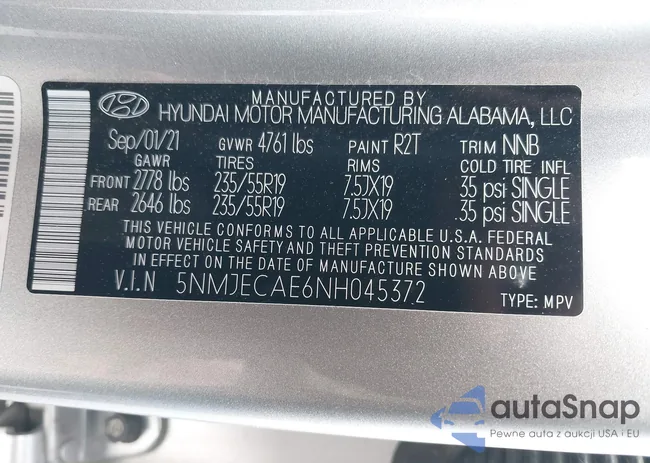 MANUFACTURED BY
HYUNDAI MOTOR MANUFACTURING ALABAMA, LLC
Sep/01/21 GVWR 4761 lbs PAINT R2T TRIM NNB
GAWR TIRES RIMS COLD TIRE INFL
FRONT 2778 lbs 235/55R19 7.5JX19 35 psi SINGLE
REAR 2646 lbs 235/55R19 7.5JX19 35 psi SINGLE
THIS VEHICLE CONFORMS TO ALL APPLICABLE U.S.A. FEDERAL
MOTOR VEHICLE SAFETY AND THEFT PREVENTION STANDARDS
IN EFFECT ON THE DATE OF MANUFACTURE SHOWN ABOVE
V.I.N 5NMJECAE6NH045372
TYPE: MPV
autaSnap
Pewne auta z aukcji USA i EU